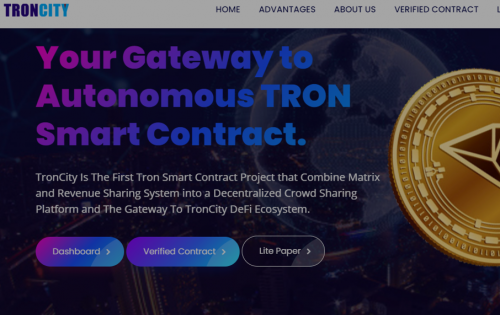 TRONCITY
HOME ADVANTAGES ABOUT US VERIFIED CONTRACT
Your Gateway to
Autonomous TRON
Smart Contract.
TronCity Is The First Tron Smart Contract Project that Combine Matrix
and Revenue Sharing System into a Decentralized Crowd Sharing
Platform and The Gateway To TronCity DeFi Ecosystem.
Dashboard
Verified Contract
Lite Paper